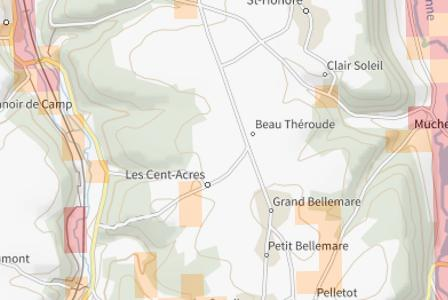 St-Honoré
Clair Soleil
noir de Camp
Beau Théroude
Muche
Les Cent-Acres
Grand Bellemare
Petit Bellemare
mont
Pelletot